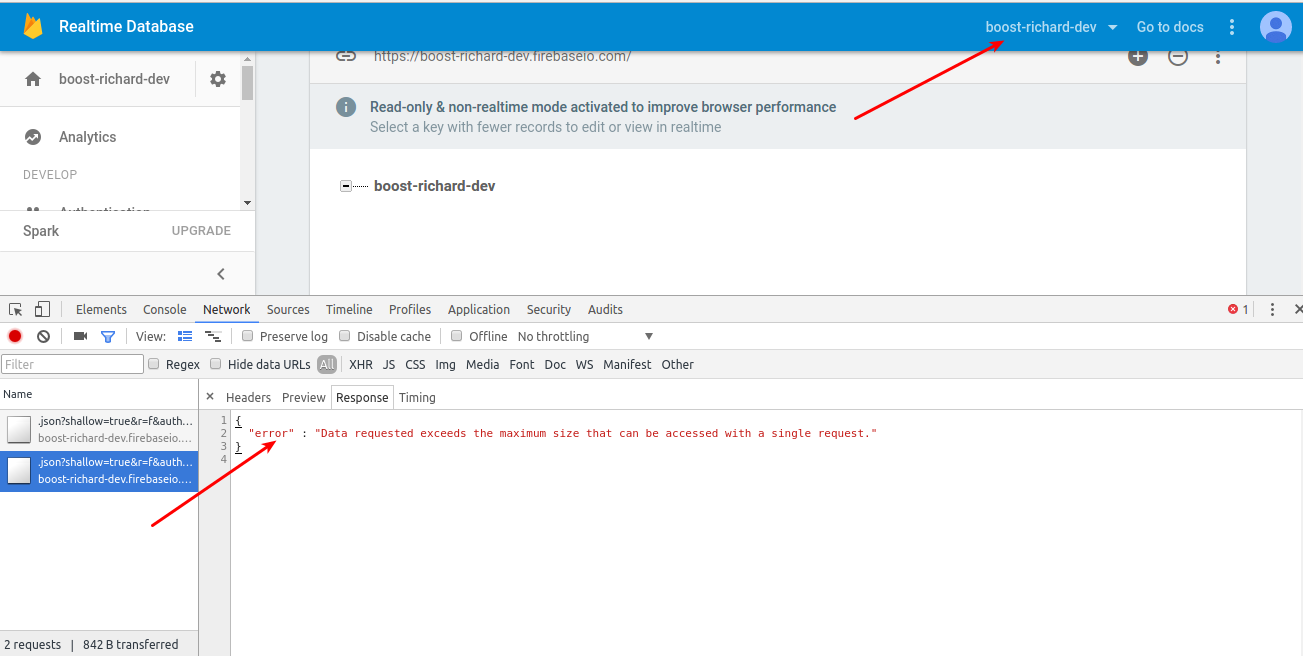 Realtime Database
boost-richard-dev
Go to docs
boost-richard-dev
https://boost-richard-dev.firebaseio.com/
Read-only & non-realtime mode activated to improve browser performance
Select a key with fewer records to edit or view in realtime
Analytics
DEVELOP
Authentication
Spark UPGRADE
boost-richard-dev
Elements Console Network Sources Timeline Profiles Application Security Audits 1
View: Preserve log Disable cache Offline No throttling
Filter Regex Hide data URLs All XHR JS CSS Img Media Font Doc WS Manifest Other
Name
× Headers Preview Response Timing
.json?shallow=true&r=f&auth...
boost-richard-dev.firebaseio....
.json?shallow=true&r=f&auth...
boost-richard-dev.firebaseio....
1 {
2 "error" : "Data requested exceeds the maximum size that can be accessed with a single request."
3 }
4
2 requests | 842 B transferred